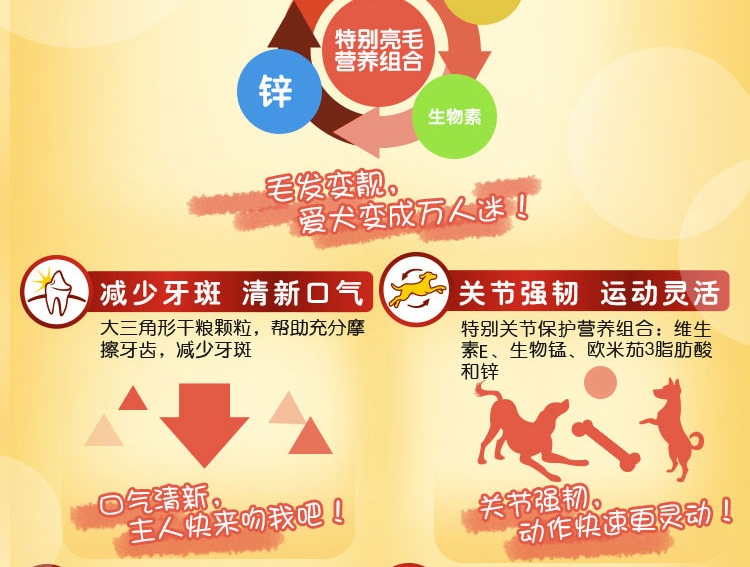 特别亮毛
营养组合
锌
生物素
毛发变靓,
爱犬变成万人迷!
减少牙斑 清新口气
大三角形干粮颗粒，帮助充分摩
擦牙齿，减少牙斑
口气清新,
主人快来吻我吧!
关节强韧 运动灵活
特别关节保护营养组合：维生
素E、生物锰、欧米茄3脂肪酸
和锌
关节强韧,
动作快速更灵动!